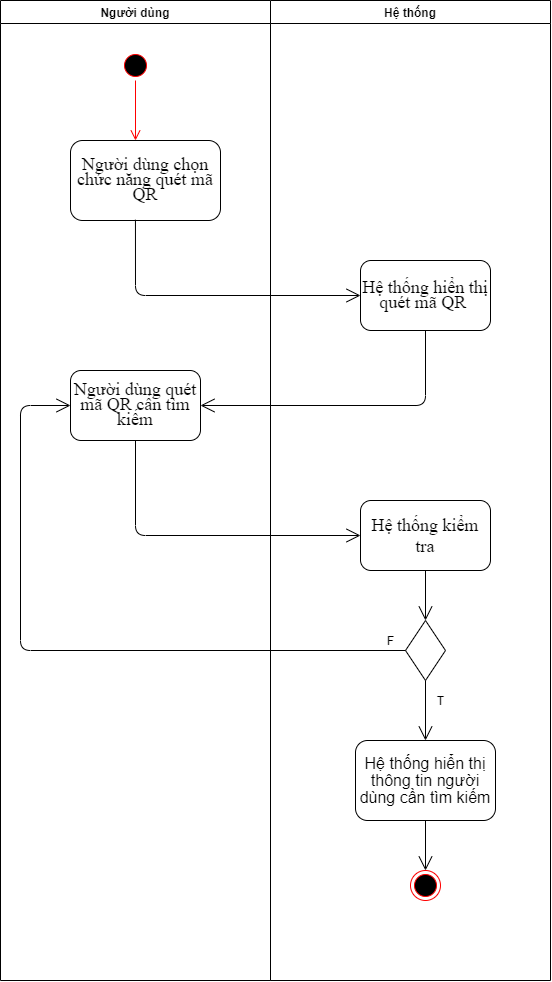 Người dùng
Hệ thống
Người dùng chọn
chức năng quét mã
QR
Hệ thống hiển thị
quét mã QR
Người dùng quét
mã QR cần tìm
kiếm
Hệ thống kiểm
tra
F
T
Hệ thống hiển thị
thông tin người
dùng cần tìm kiếm